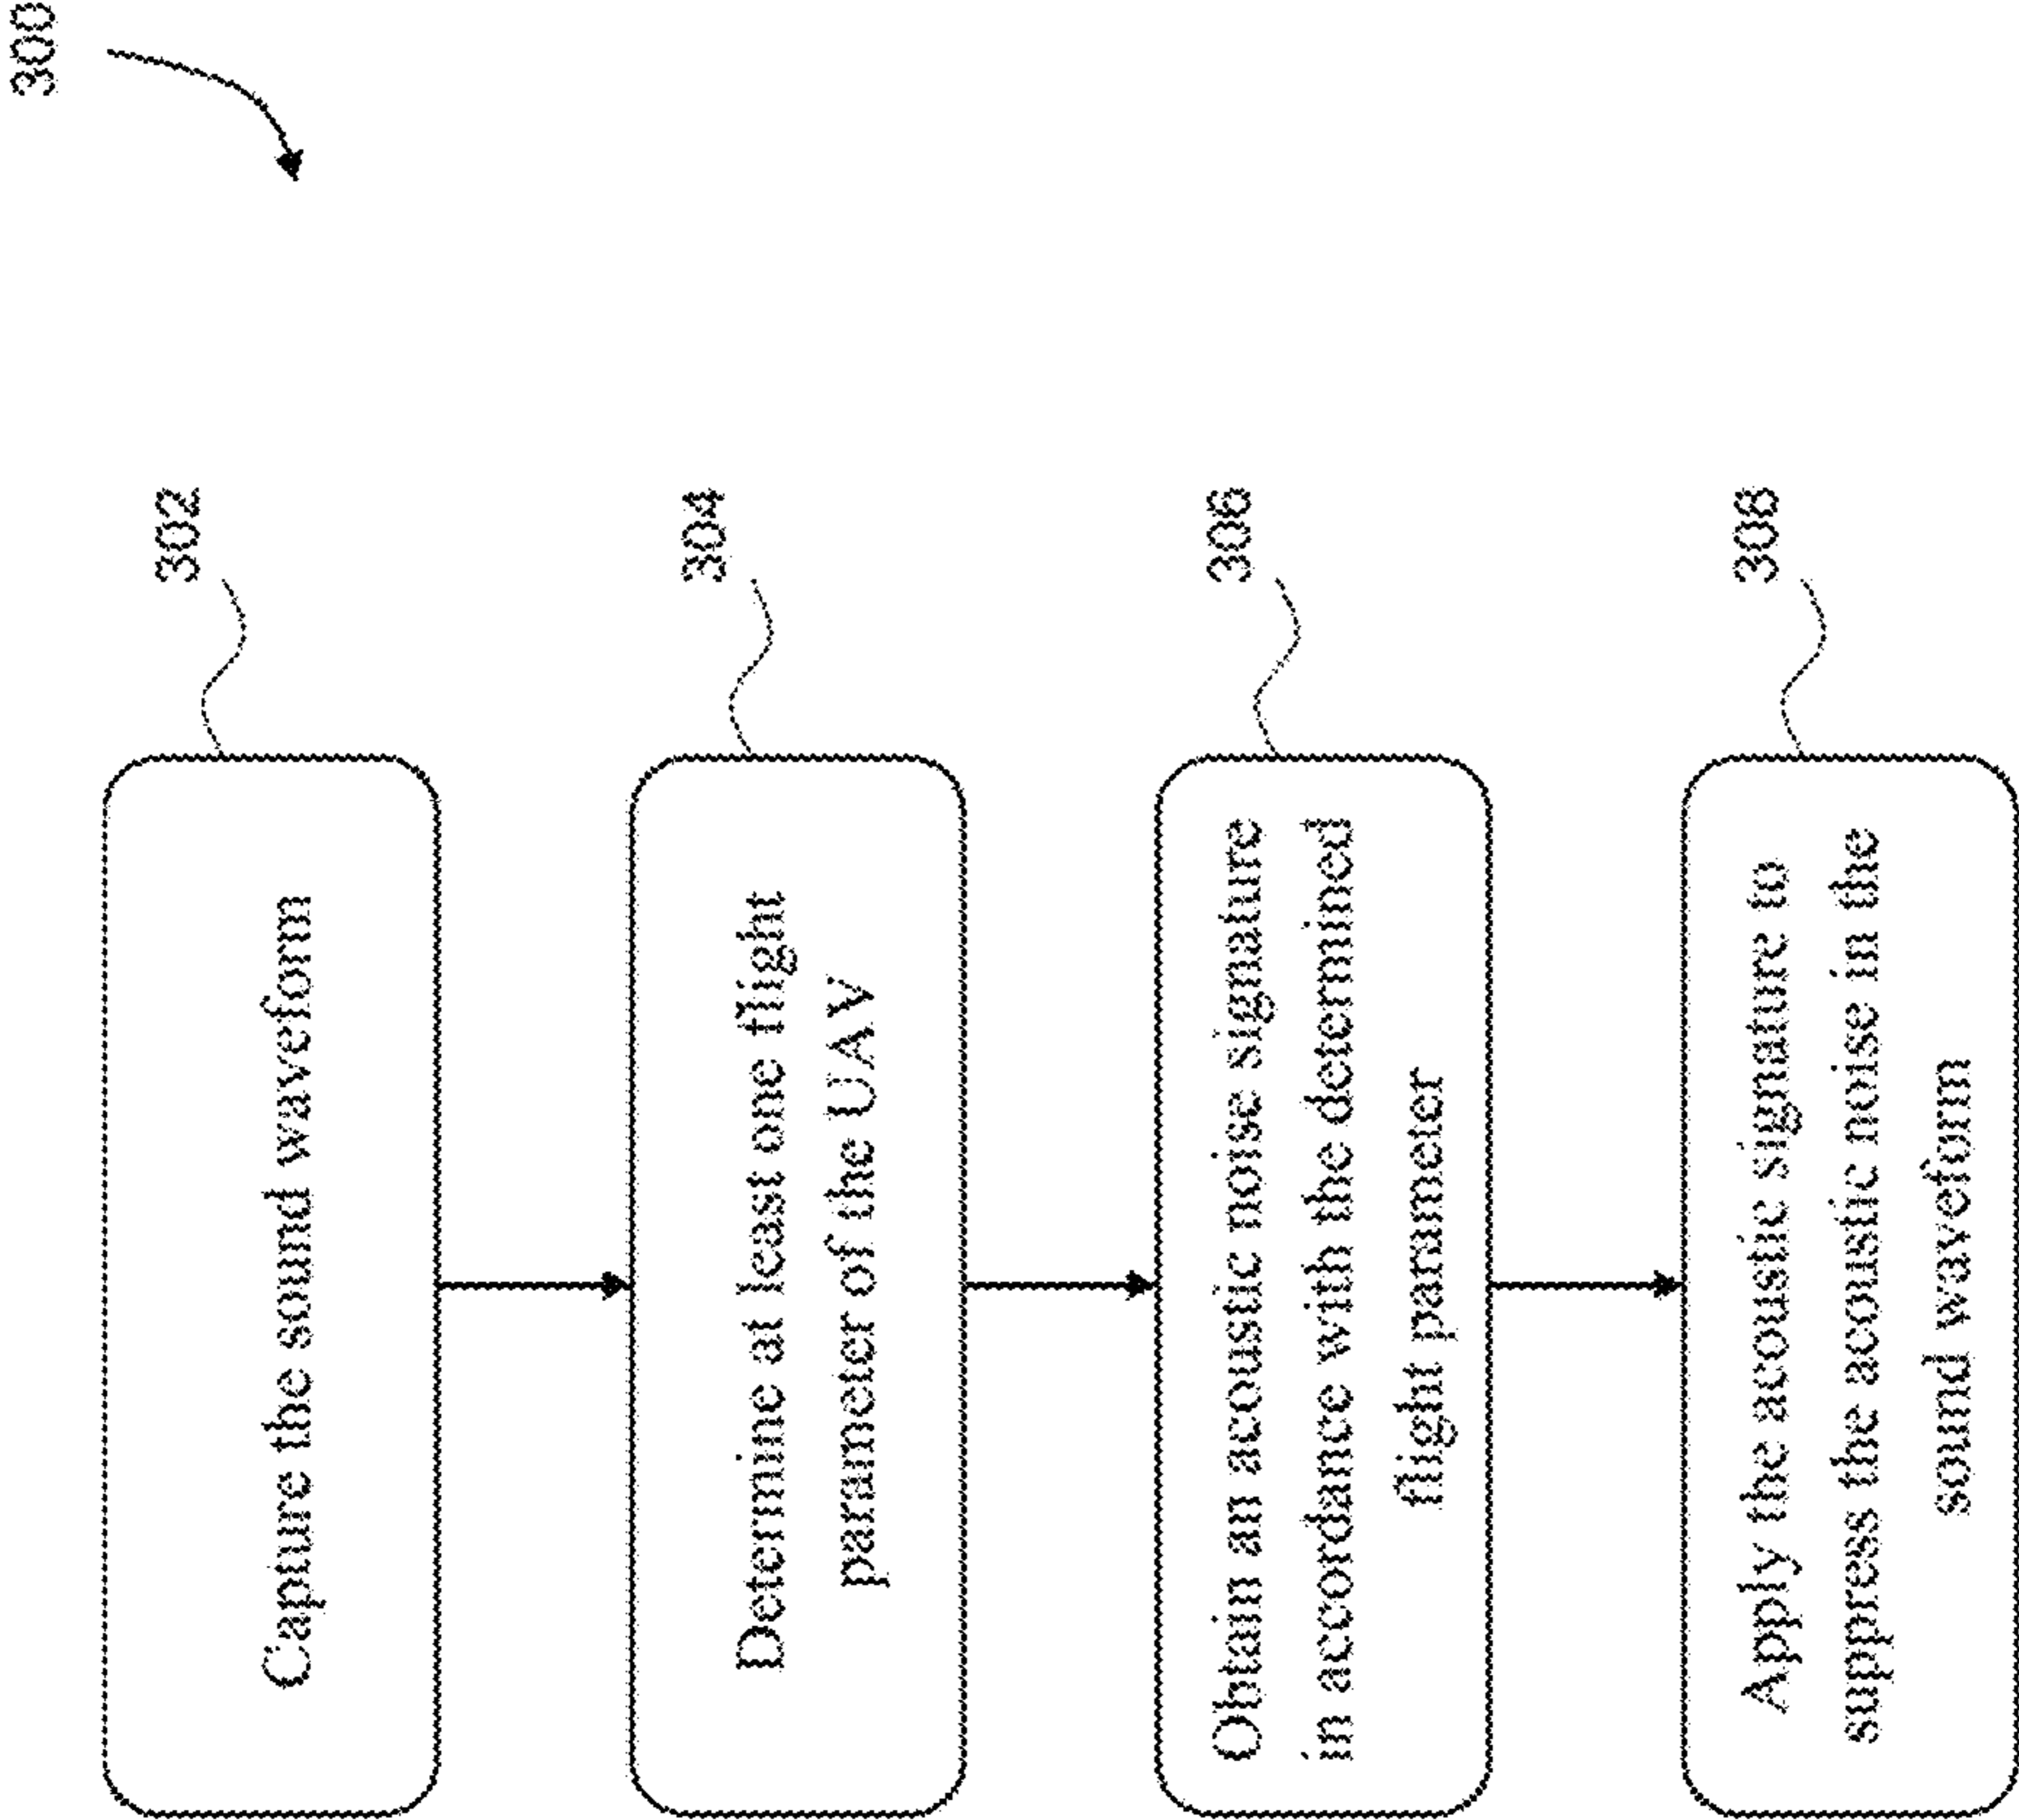 300
302
Capture the sound waveform
304
Determine at least one flight
parameter of the UAV
306
Obtain an acoustic noise signature
in accordance with the determined
flight parameter
308
Apply the acoustic signature to
suppress the acoustic noise in the
sound waveform